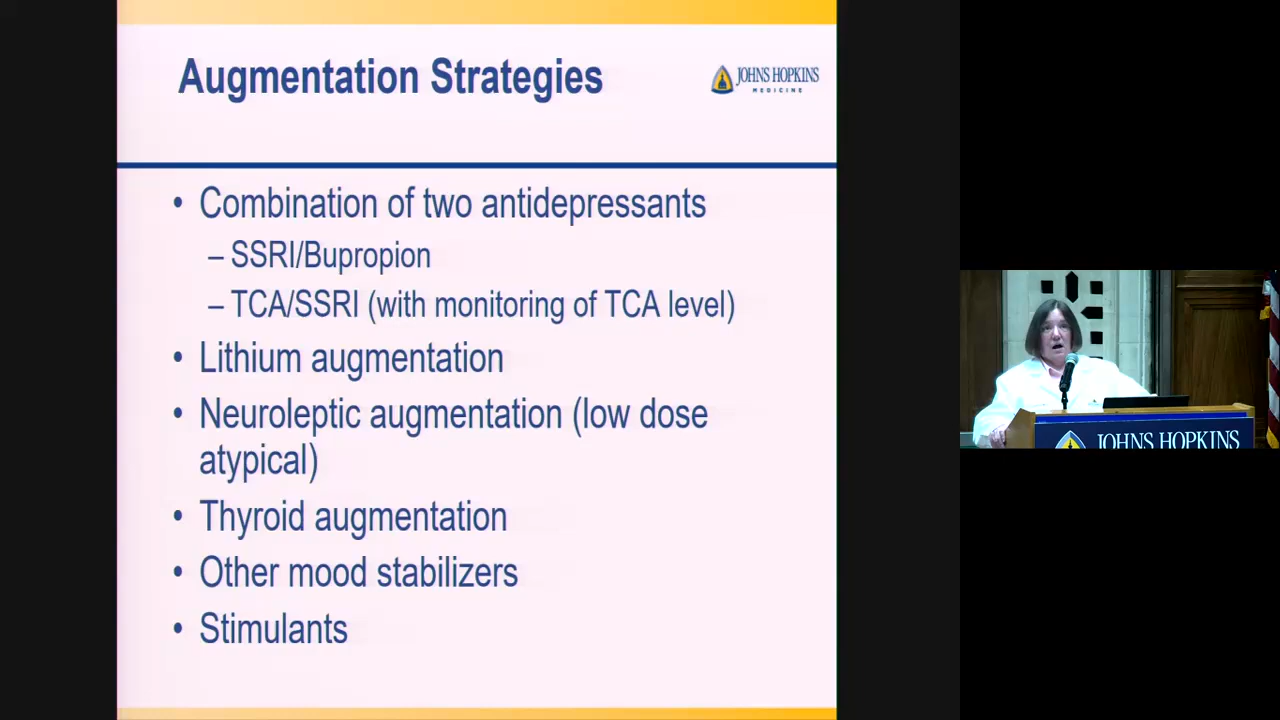 Augmentation Strategies
JOHNS HOPKINS
MEDICINE
• Combination of two antidepressants
– SSRI/Bupropion
– TCA/SSRI (with monitoring of TCA level)
• Lithium augmentation
• Neuroleptic augmentation (low dose
atypical)
• Thyroid augmentation
• Other mood stabilizers
• Stimulants
JOHNS HOPKINS